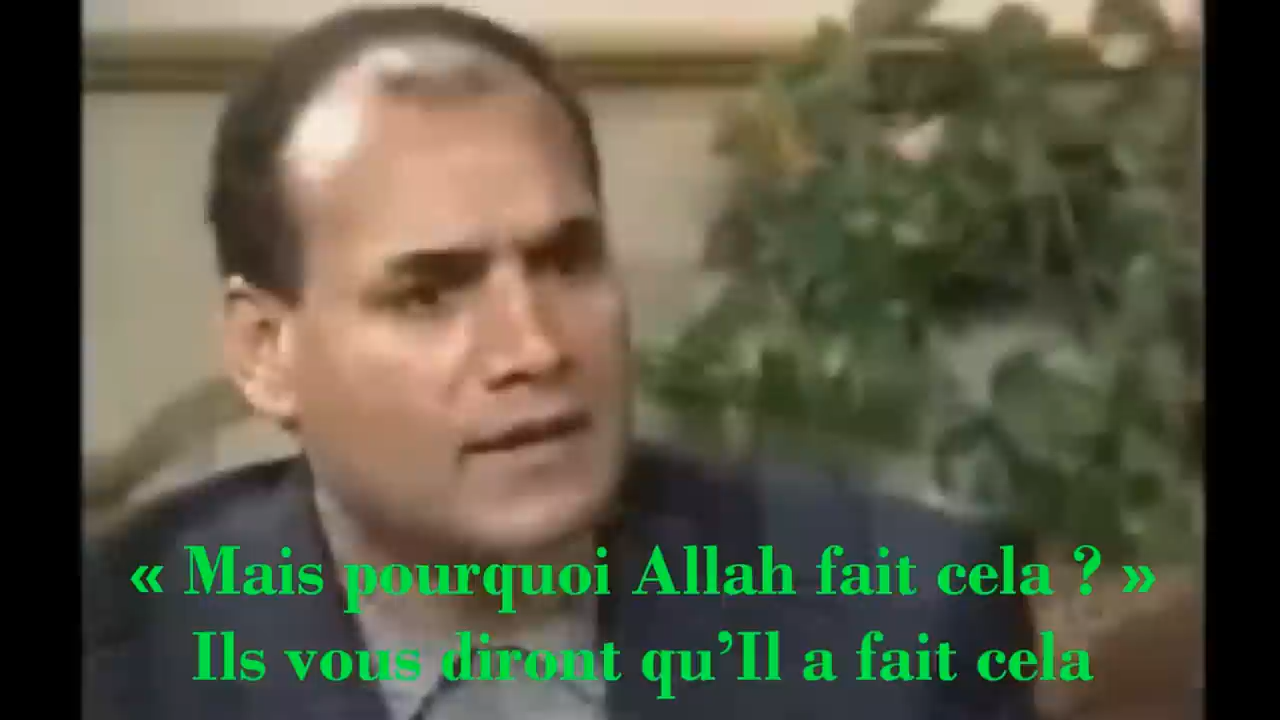 « Mais pourquoi Allah fait cela ? »
Ils vous diront qu’Il a fait cela